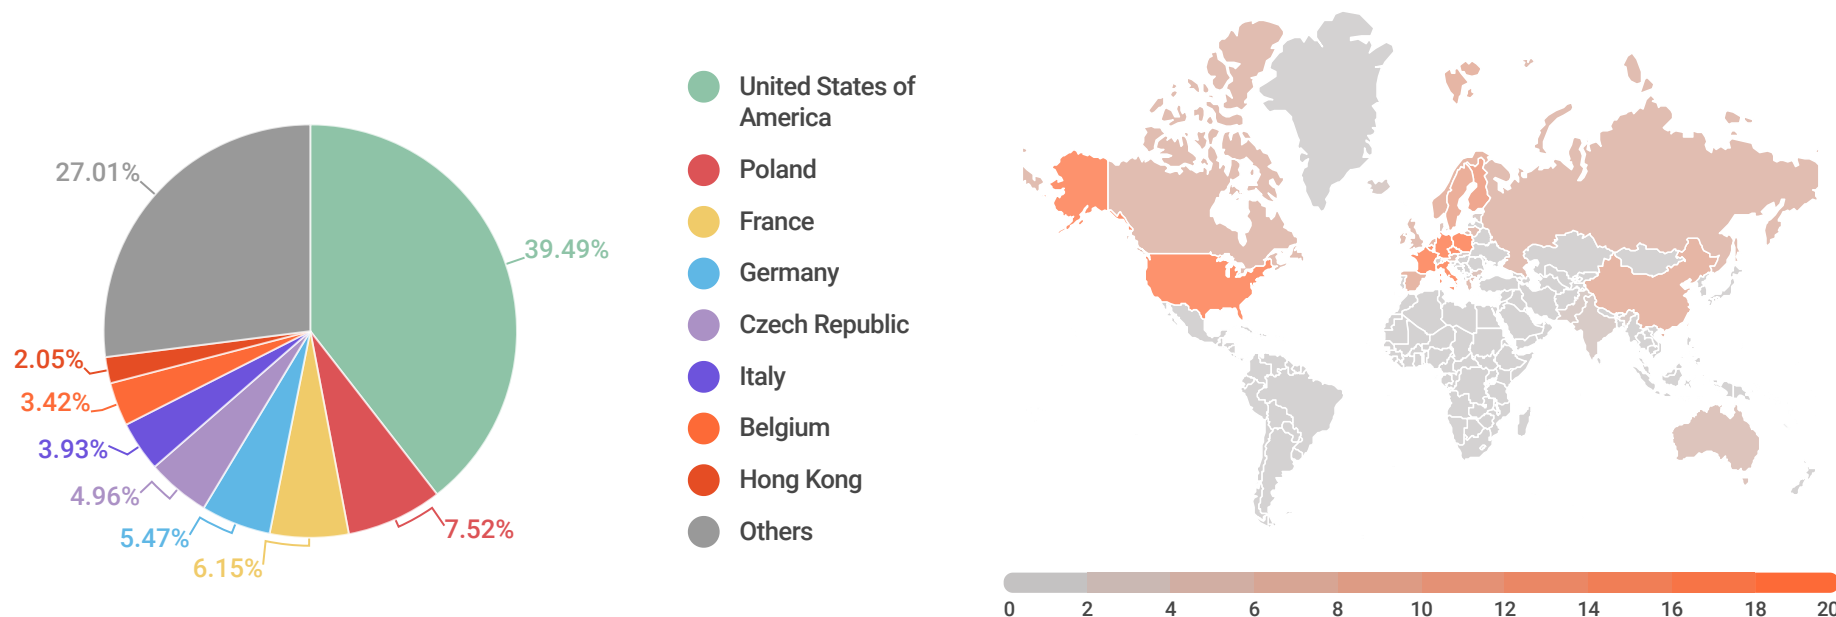 27.01%
39.49%
2.05%
3.42%
3.93%
4.96%
5.47%
6.15%
7.52%
United States of
America
Poland
France
Germany
Czech Republic
Italy
Belgium
Hong Kong
Others
0 2 4 6 8 10 12 14 16 18 20